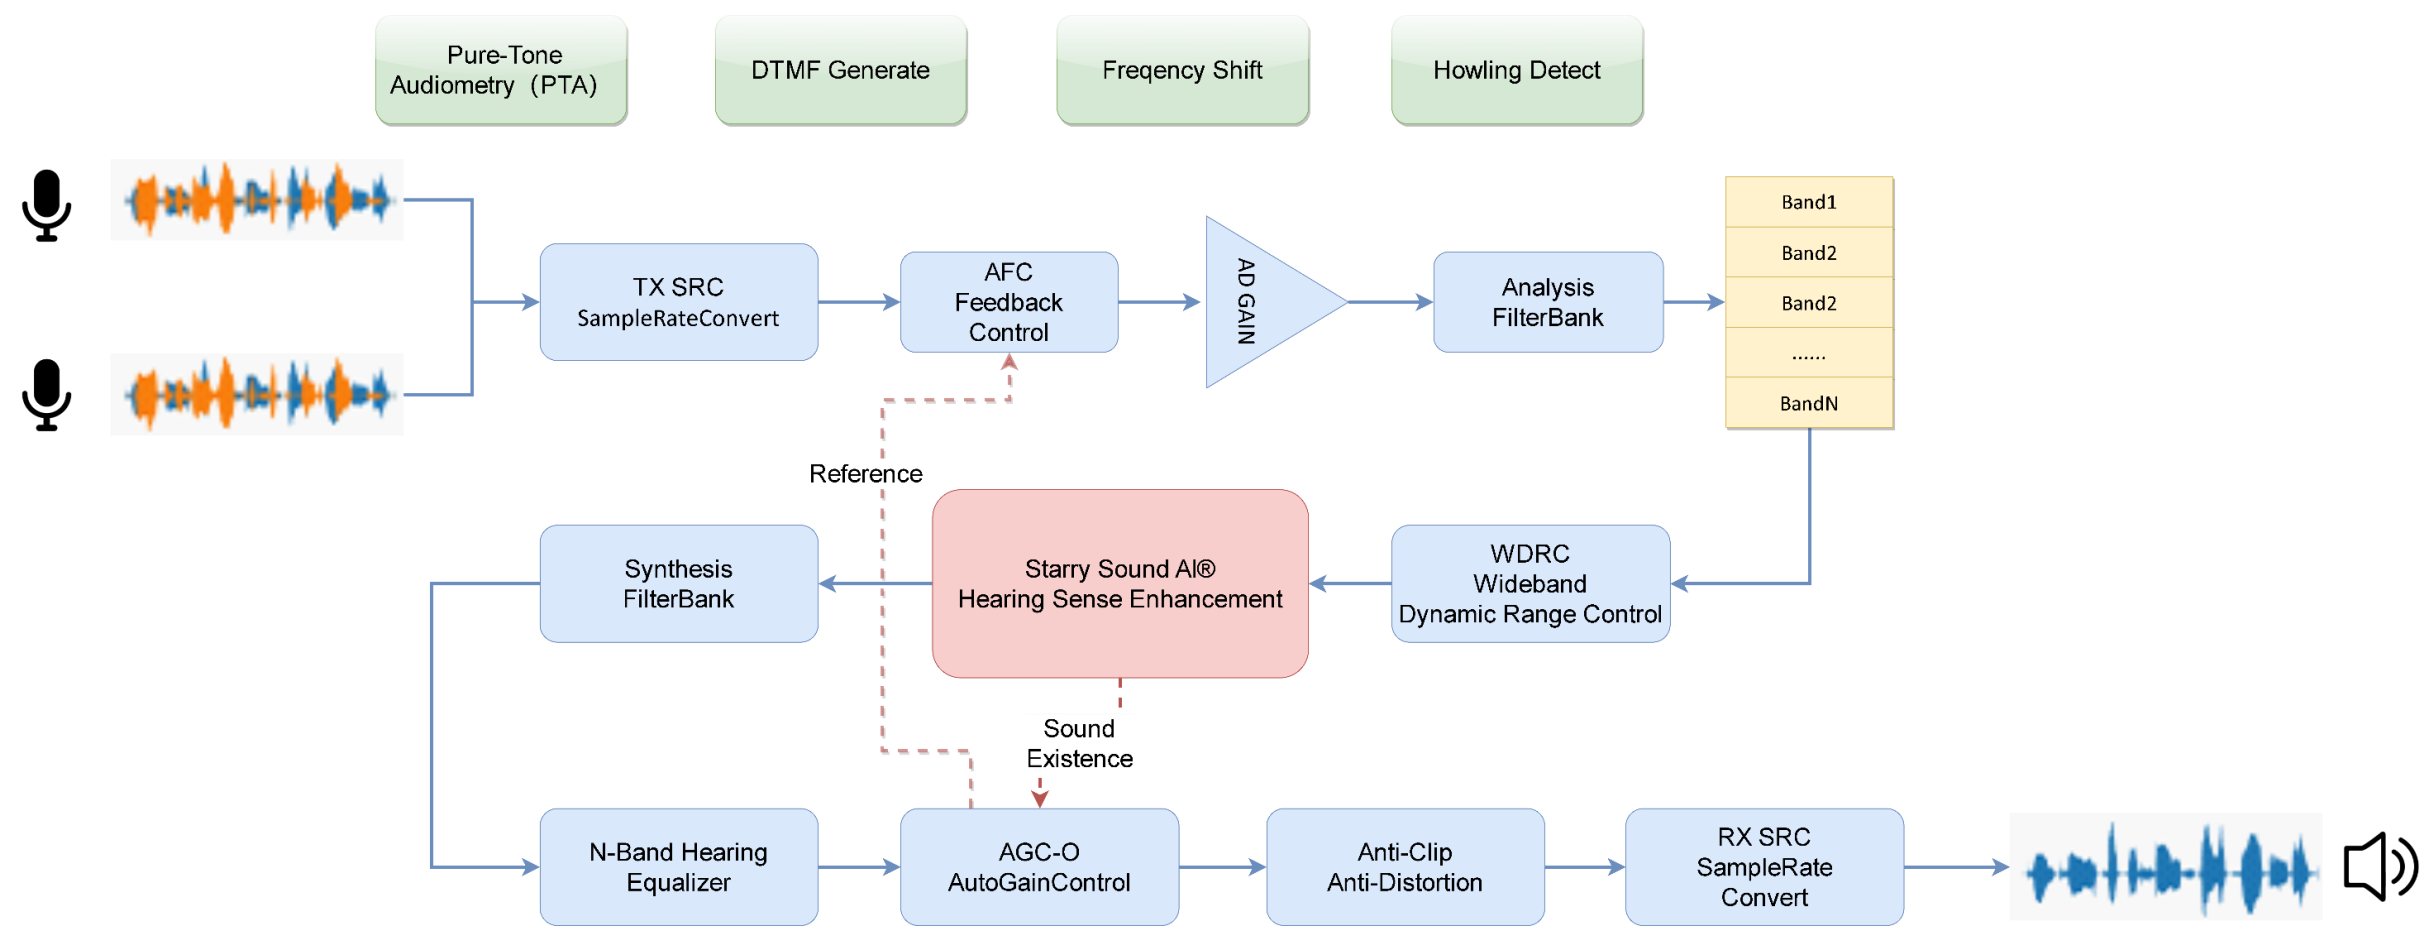 Pure-Tone
Audiometry（PTA）
DTMF Generate
Freqency Shift
Howling Detect
TX SRC
SampleRateConvert
AFC
Feedback
Control
AD GAIN
Analysis
FilterBank
Band1
Band2
Band2
......
BandN
Reference
Synthesis
FilterBank
Starry Sound AI®
Hearing Sense Enhancement
WDRC
Wideband
Dynamic Range Control
Sound
Existence
N-Band Hearing
Equalizer
AGC-O
AutoGainControl
Anti-Clip
Anti-Distortion
RX SRC
SampleRate
Convert